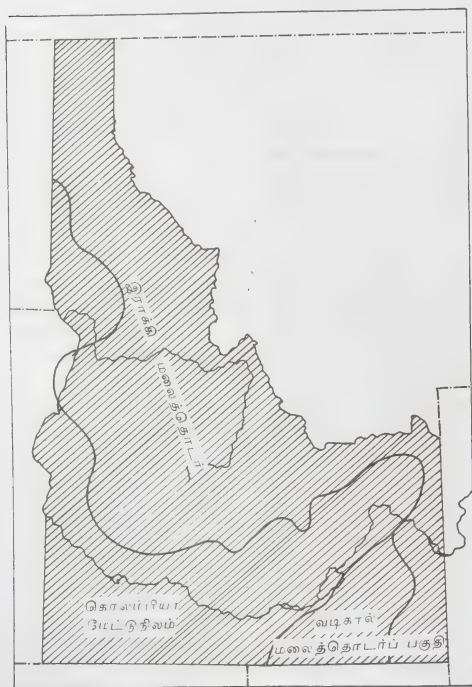 இராக்கி
மலைத்தொடர்
கொலம்பியா
மேட்டுநிலம்
வடிகால்
மலைத்தொடர்ப் பகுதி